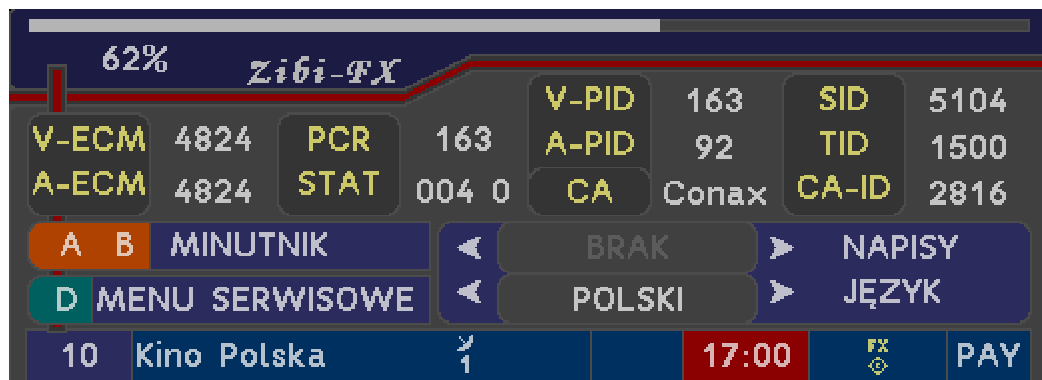 62% Zibi-FX
V-PID 163 SID 5104
V-ECM 4824 PCR 163 A-PID 92 TID 1500
A-ECM 4824 STAT 004 0 CA Conax CA-ID 2816
A B MINUTNIK BRAK NAPISY
D MENU SERWISOWE POLSKI JĘZYK
10 Kino Polska 1 17:00 FX © PAY